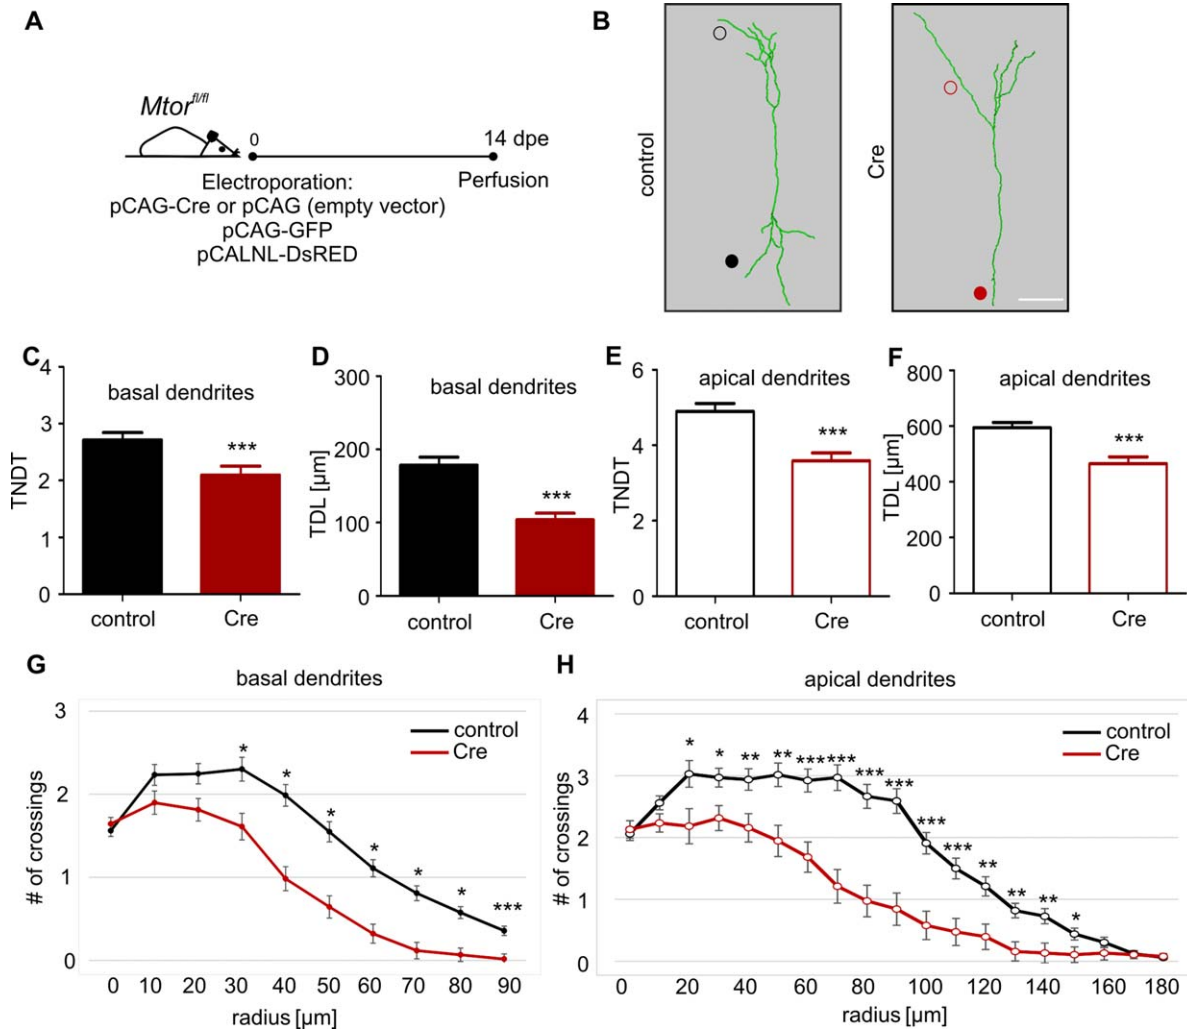 A
Mtor^fl/fl
0
14 dpe
Electroporation:
Perfusion
pCAG-Cre or pCAG (empty vector)
pCAG-GFP
pCALNL-DsRED
B
control
Cre
C
basal dendrites
TNDT
4
3
2
1
0
***
control
Cre
D
basal dendrites
TDL [µm]
300
200
100
0
***
control
Cre
E
apical dendrites
TNDT
6
4
2
0
***
control
Cre
F
apical dendrites
TDL [µm]
800
600
400
200
0
***
control
Cre
G
basal dendrites
# of crossings
3
2
1
0
control
Cre
* * * * * * ***
0 10 20 30 40 50 60 70 80 90
radius [µm]
H
apical dendrites
# of crossings
4
3
2
1
0
control
Cre
* * ** ** *** *** *** *** *** *** ** ** ** *
0 20 40 60 80 100 120 140 160 180
radius [µm]